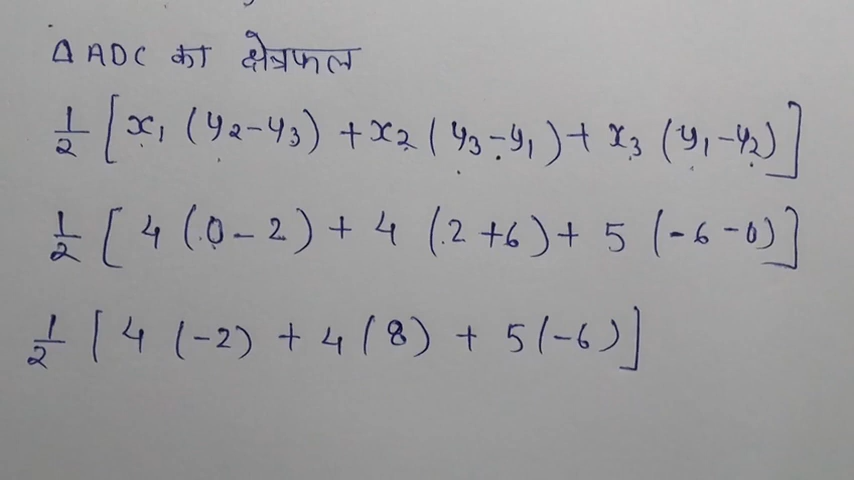 Δ ADC का क्षेत्रफल
1/2 [x₁ (y₂-y₃) + x₂ (y₃-y₁) + x₃ (y₁-y₂)]
1/2 [4 (0-2) + 4 (2+6) + 5 (-6-0)]
1/2 [4 (-2) + 4 (8) + 5 (-6)]